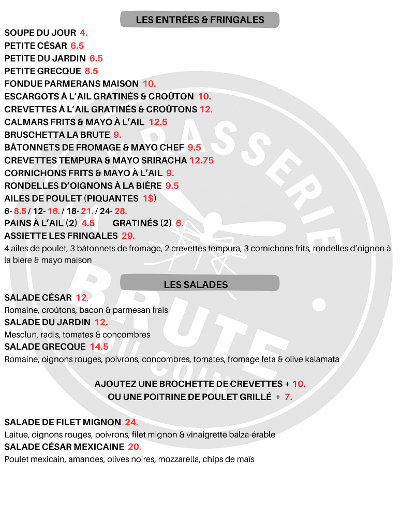 LES ENTRÉES & FRINGALES
SOUPE DU JOUR 4.
PETITE CÉSAR 6.5
PETITE DU JARDIN 6.5
PETITE GRECQUE 8.5
FONDUE PARMERANS MAISON 10.
ESCARGOTS À L'AIL GRATINÉS & CROÛTON 10.
CREVETTES À L'AIL GRATINÉS & CROÛTONS 12.
CALMARS FRITS & MAYO À L'AIL 12.5
BRUSCHETTA LA BRUTE 9.
BÂTONNETS DE FROMAGE & MAYO CHEF 9.5
CREVETTES TEMPURA & MAYO SRIRACHA 12.75
CORNICHONS FRITS & MAYO À L'AIL 9.
RONDELLES D'OIGNONS À LA BIÈRE 9.5
AILES DE POULET (PIQUANTES 1$)
6- 8.5 / 12- 16. / 18- 21. / 24- 28.
PAINS À L'AIL (2) 4.5 GRATINÉS (2) 6.
ASSIETTE LES FRINGALES 29.
4 ailes de poulet, 3 bâtonnets de fromage, 2 crevettes tempura, 3 cornichons frits, rondelles d'oignon à
la bière & mayo maison
LES SALADES
SALADE CÉSAR 12.
Romaine, croûtons, bacon & parmesan frais
SALADE DU JARDIN 12.
Mesclun, radis, tomates & concombres
SALADE GRECQUE 14.5
Romaine, oignons rouges, poivrons, concombres, tomates, fromage feta & olive kalamata
AJOUTEZ UNE BROCHETTE DE CREVETTES + 10.
OU UNE POITRINE DE POULET GRILLÉ + 7.
SALADE DE FILET MIGNON 24.
Laitue, oignons rouges, poivrons, filet mignon & vinaigrette balza-érable
SALADE CÉSAR MEXICAINE 20.
Poulet mexicain, amandes, olives noires, mozzarella, chips de maïs
BRASSERIE
BRUTE